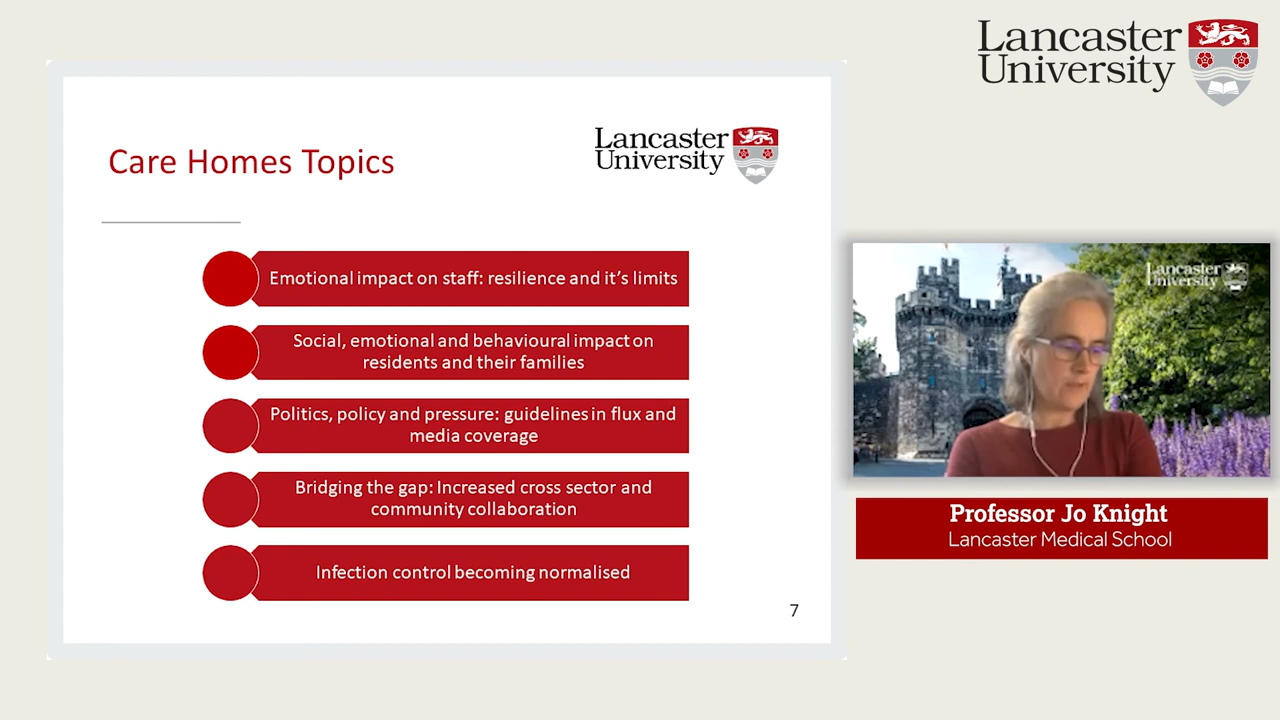 Lancaster
University
Care Homes Topics
Lancaster
University
Emotional impact on staff: resilience and it's limits
Social, emotional and behavioural impact on
residents and their families
Politics, policy and pressure: guidelines in flux and
media coverage
Bridging the gap: Increased cross sector and
community collaboration
Infection control becoming normalised
7
Lancaster
University
Professor Jo Knight
Lancaster Medical School